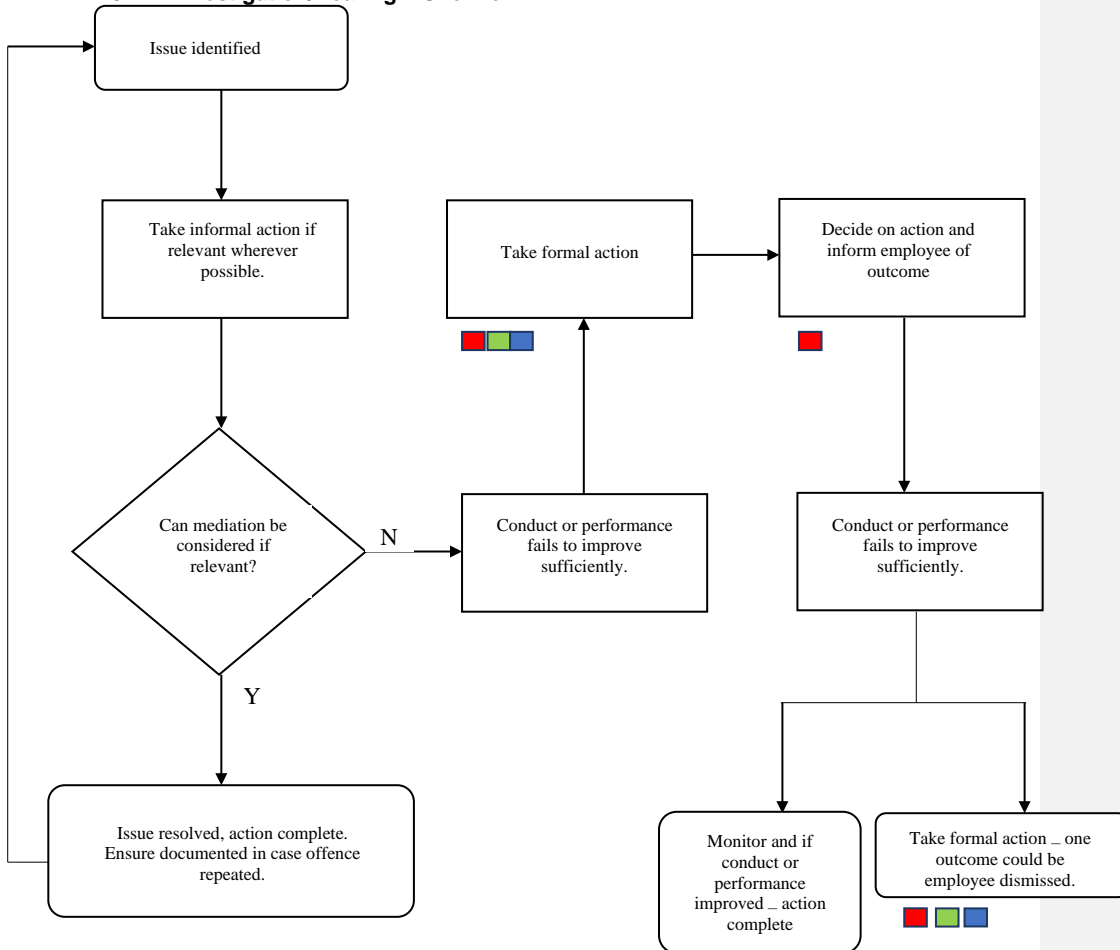 Issue identified
Take informal action if
relevant wherever
possible.
Take formal action
Decide on action and
inform employee of
outcome
Can mediation be
considered if
relevant?
N
Conduct or performance
fails to improve
sufficiently.
Conduct or performance
fails to improve
sufficiently.
Y
Issue resolved, action complete.
Ensure documented in case offence
repeated.
Monitor and if
conduct or
performance
improved _ action
complete
Take formal action _ one
outcome could be
employee dismissed.